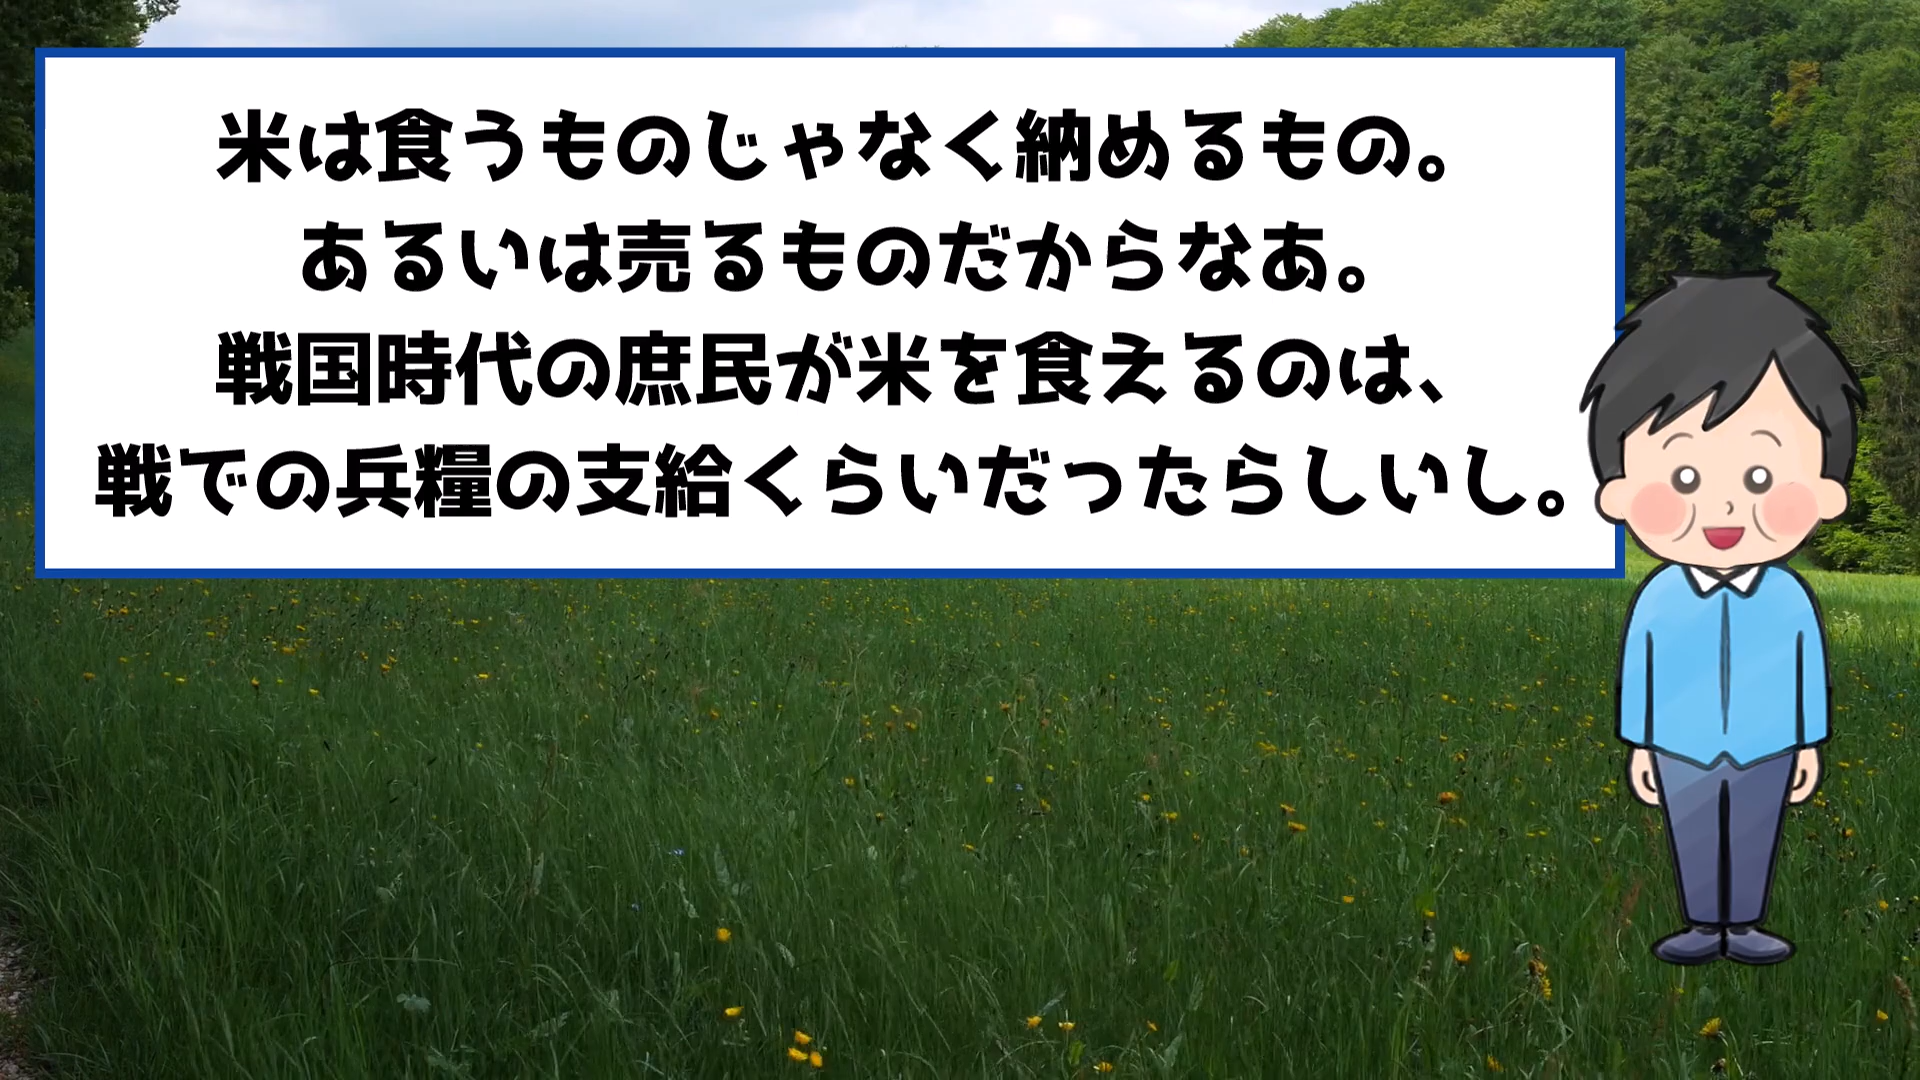 米は食うものじゃなく納めるもの。
あるいは売るものだからなあ。
戦国時代の庶民が米を食えるのは、
戦での兵糧の支給くらいだったらしいし。